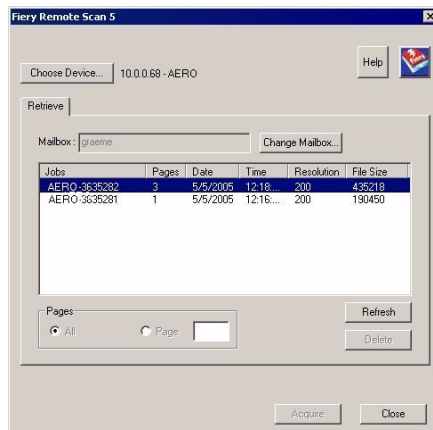 Fiery Remote Scan 5
Help
Choose Device... 10.0.0.68 - AERO
Retrieve
Mailbox : graeme Change Mailbox...
Jobs Pages Date Time Resolution File Size
AERO-3635282 3 5/5/2005 12:18:... 200 435218
AERO-3635281 1 5/5/2005 12:16:... 200 190450
Pages
All Page
Refresh
Delete
Acquire Close